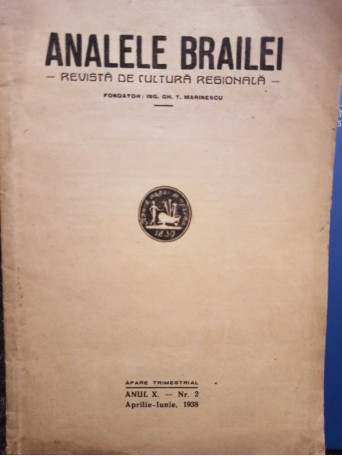 ANALELE BRAILEI
— REVISTĂ DE CULTURĂ REGIONALĂ —
FONDATOR: ING. GH. T. MARINESCU
1830
APARE TRIMESTRIAL
ANUL X. — Nr. 2
Aprilie-Iunie, 1938